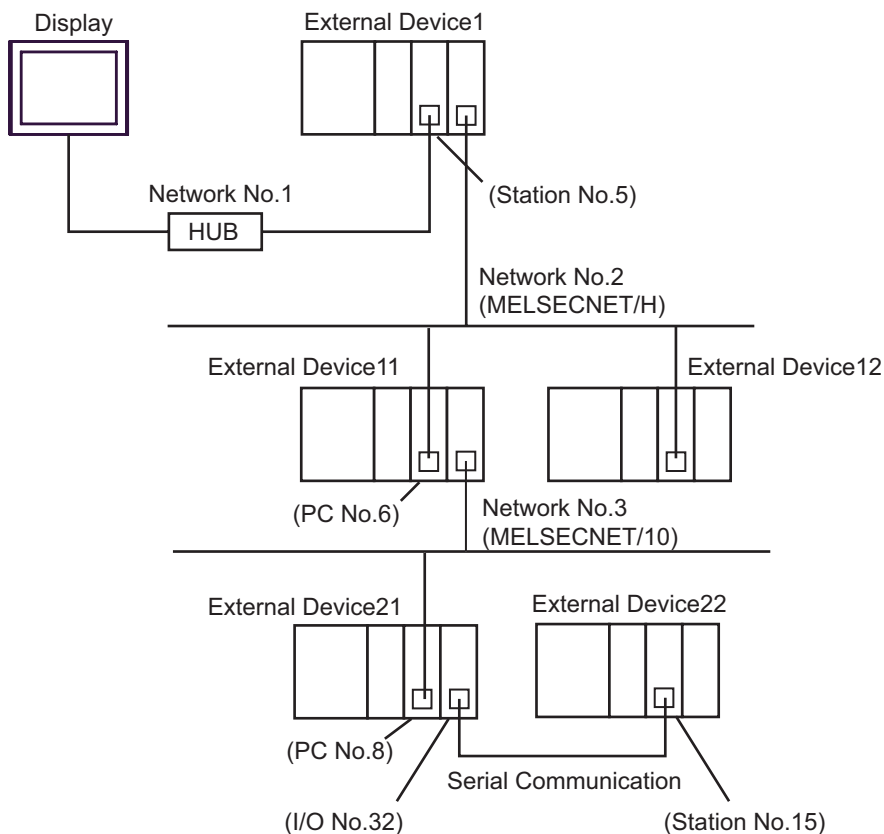 Display
External Device1
Network No.1
HUB
(Station No.5)
Network No.2
(MELSECNET/H)
External Device11
External Device12
(PC No.6)
Network No.3
(MELSECNET/10)
External Device21
External Device22
(PC No.8)
Serial Communication
(I/O No.32)
(Station No.15)